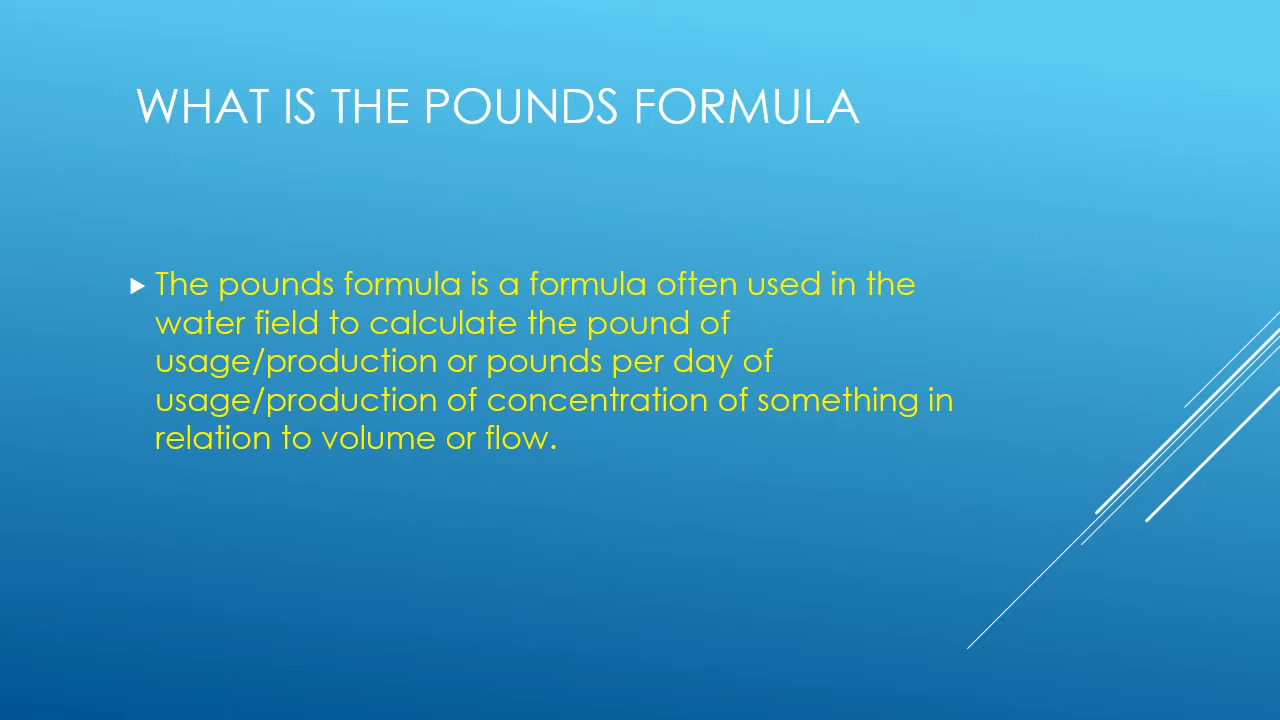 WHAT IS THE POUNDS FORMULA
The pounds formula is a formula often used in the
water field to calculate the pound of
usage/production or pounds per day of
usage/production of concentration of something in
relation to volume or flow.